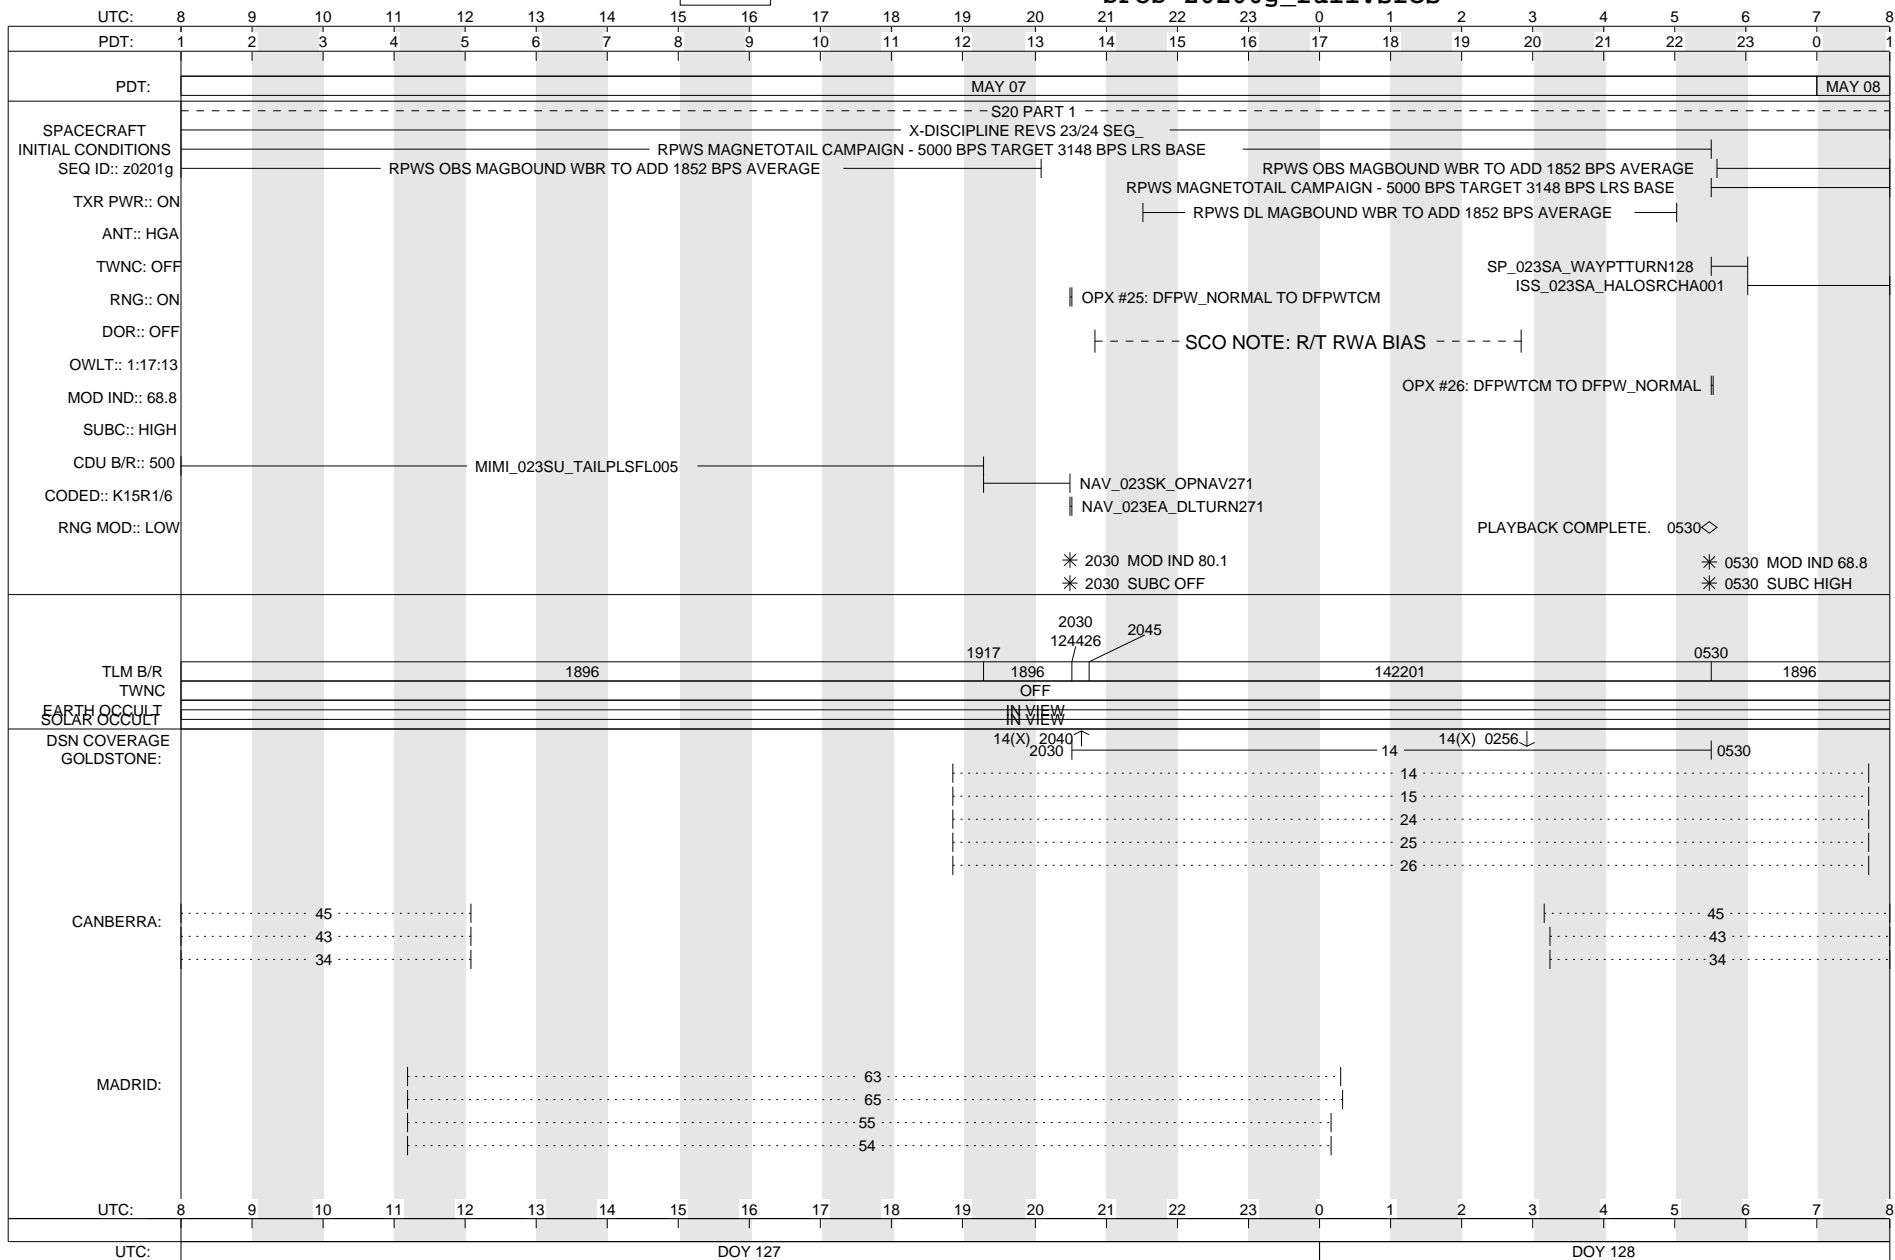 UTC: 8 9 10 11 12 13 14 15 16 17 18 19 20 21 22 23 0 1 2 3 4 5 6 7 8
PDT: 1 2 3 4 5 6 7 8 9 10 11 12 13 14 15 16 17 18 19 20 21 22 23 0 1
PDT: MAY 07 MAY 08
S20 PART 1
SPACECRAFT X-DISCIPLINE REVS 23/24 SEG_
INITIAL CONDITIONS RPWS MAGNETOTAIL CAMPAIGN - 5000 BPS TARGET 3148 BPS LRS BASE
SEQ ID:: z0201g RPWS OBS MAGBOUND WBR TO ADD 1852 BPS AVERAGE RPWS OBS MAGBOUND WBR TO ADD 1852 BPS AVERAGE
RPWS MAGNETOTAIL CAMPAIGN - 5000 BPS TARGET 3148 BPS LRS BASE
TXR PWR:: ON
RPWS DL MAGBOUND WBR TO ADD 1852 BPS AVERAGE
ANT:: HGA
TWNC: OFF SP_023SA_WAYPTTURN128
ISS_023SA_HALOSRCHA001
RNG:: ON OPX #25: DFPW_NORMAL TO DFPWTCM
DOR:: OFF
SCO NOTE: R/T RWA BIAS
OWLT:: 1:17:13
OPX #26: DFPWTCM TO DFPW_NORMAL
MOD IND:: 68.8
SUBC:: HIGH
CDU B/R:: 500 MIMI_023SU_TAILPLSFL005
NAV_023SK_OPNAV271
CODED:: K15R1/6
NAV_023EA_DLTURN271
RNG MOD:: LOW PLAYBACK COMPLETE. 0530
2030 MOD IND 80.1 0530 MOD IND 68.8
2030 SUBC OFF 0530 SUBC HIGH
2030
124426 2045
1917 0530
TLM B/R 1896 1896 142201 1896
TWNC OFF
EARTH OCCULT IN VIEW
SOLAR OCCULT IN VIEW
DSN COVERAGE 14(X) 2040 14(X) 0256
GOLDSTONE: 2030 14 0530
14
15
24
25
26
CANBERRA: 45 45
43 43
34 34
MADRID: 63
65
55
54
UTC: 8 9 10 11 12 13 14 15 16 17 18 19 20 21 22 23 0 1 2 3 4 5 6 7 8
UTC: DOY 127 DOY 128